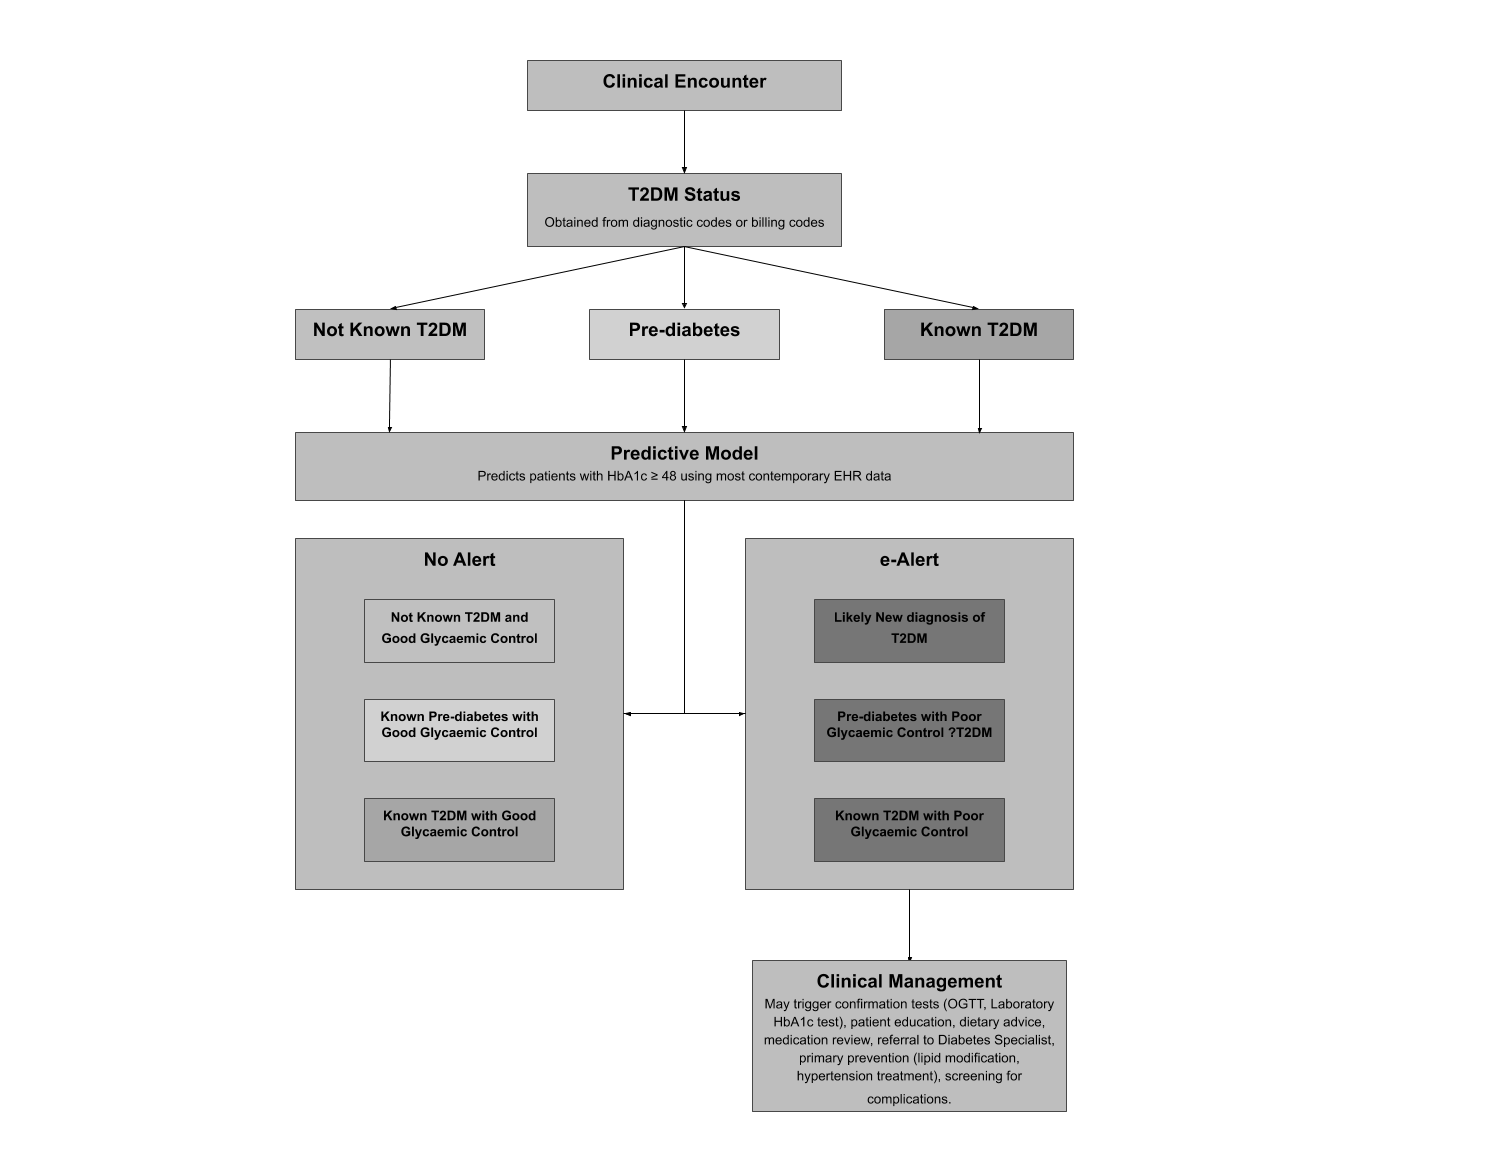 Clinical Encounter
T2DM Status
Obtained from diagnostic codes or billing codes
Not Known T2DM
Pre-diabetes
Known T2DM
Predictive Model
Predicts patients with HbA1c ≥ 48 using most contemporary EHR data
No Alert
Not Known T2DM and
Good Glycaemic Control
Known Pre-diabetes with
Good Glycaemic Control
Known T2DM with Good
Glycaemic Control
e-Alert
Likely New diagnosis of
T2DM
Pre-diabetes with Poor
Glycaemic Control ?T2DM
Known T2DM with Poor
Glycaemic Control
Clinical Management
May trigger confirmation tests (OGTT, Laboratory
HbA1c test), patient education, dietary advice,
medication review, referral to Diabetes Specialist,
primary prevention (lipid modification,
hypertension treatment), screening for
complications.